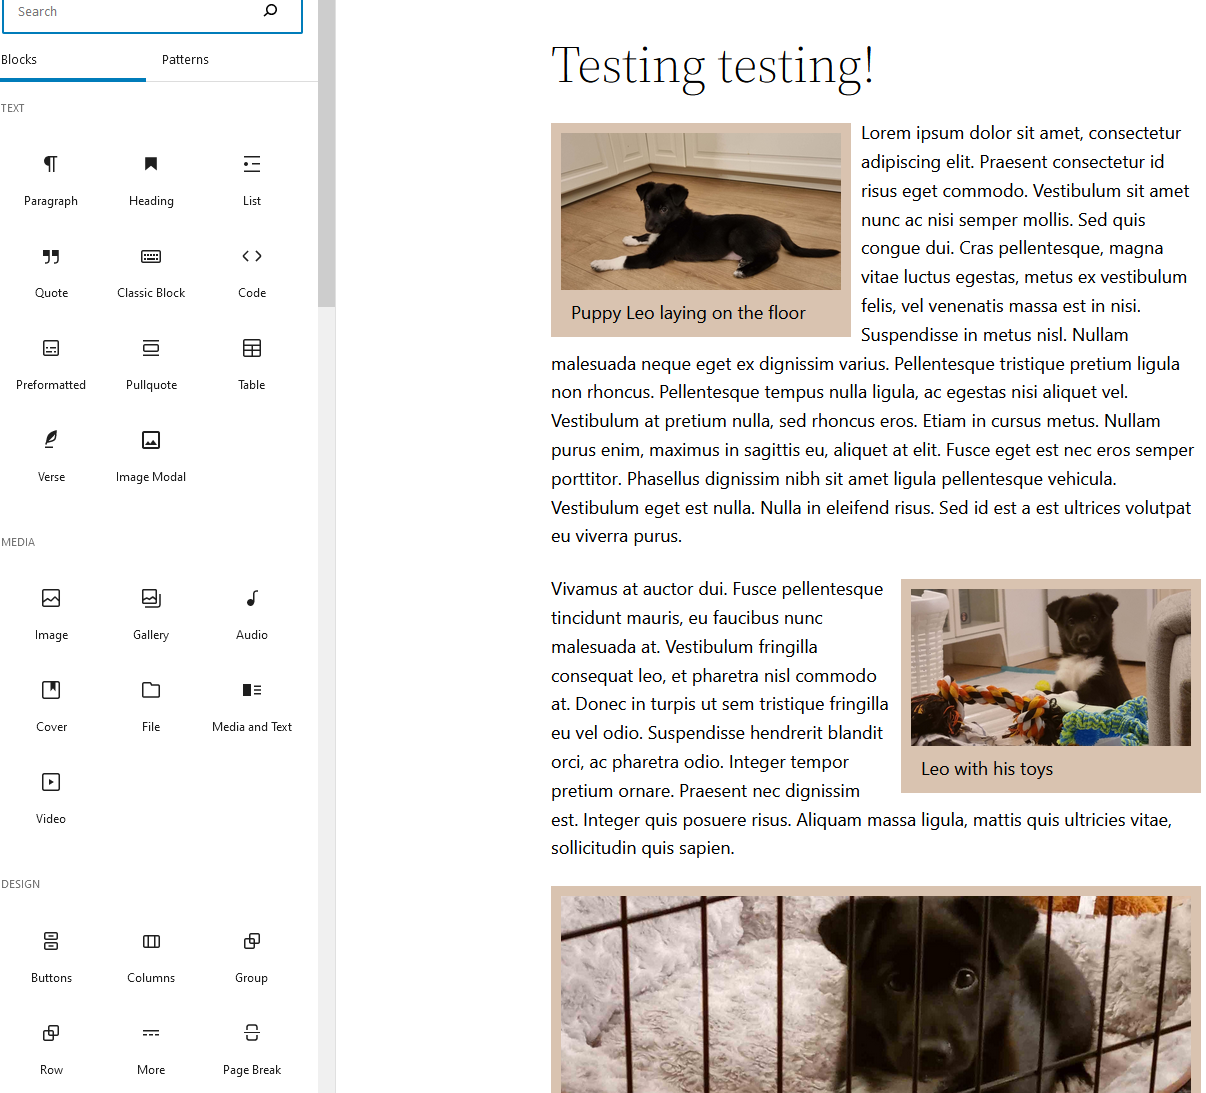 Search
Blocks
Patterns
TEXT
Paragraph
Heading
List
Quote
Classic Block
Code
Preformatted
Pullquote
Table
Verse
Image Modal
MEDIA
Image
Gallery
Audio
Cover
File
Media and Text
Video
DESIGN
Buttons
Columns
Group
Row
More
Page Break
Testing testing!
Puppy Leo laying on the floor
Lorem ipsum dolor sit amet, consectetur
adipiscing elit. Praesent consectetur id
risus eget commodo. Vestibulum sit amet
nunc ac nisi semper mollis. Sed quis
congue dui. Cras pellentesque, magna
vitae luctus egestas, metus ex vestibulum
felis, vel venenatis massa est in nisi.
Suspendisse in metus nisl. Nullam
malesuada neque eget ex dignissim varius. Pellentesque tristique pretium ligula
non rhoncus. Pellentesque tempus nulla ligula, ac egestas nisi aliquet vel.
Vestibulum at pretium nulla, sed rhoncus eros. Etiam in cursus metus. Nullam
purus enim, maximus in sagittis eu, aliquet at elit. Fusce eget est nec eros semper
porttitor. Phasellus dignissim nibh sit amet ligula pellentesque vehicula.
Vestibulum eget est nulla. Nulla in eleifend risus. Sed id est a est ultrices volutpat
eu viverra purus.
Vivamus at auctor dui. Fusce pellentesque
tincidunt mauris, eu faucibus nunc
malesuada at. Vestibulum fringilla
consequat leo, et pharetra nisl commodo
at. Donec in turpis ut sem tristique fringilla
eu vel odio. Suspendisse hendrerit blandit
orci, ac pharetra odio. Integer tempor
pretium ornare. Praesent nec dignissim
est. Integer quis posuere risus. Aliquam massa ligula, mattis quis ultricies vitae,
sollicitudin quis sapien.
Leo with his toys